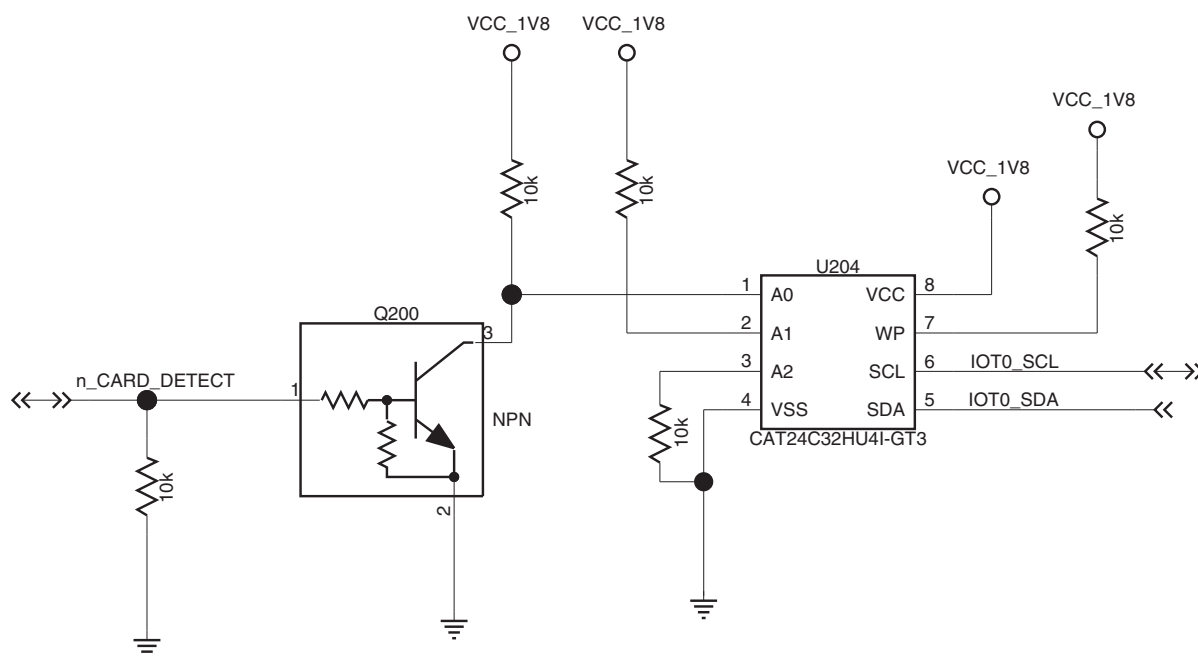 VCC_1V8
VCC_1V8
VCC_1V8
VCC_1V8
10k
10k
10k
U204
1
A0
VCC
8
2
A1
WP
7
3
A2
SCL
6
IOT0_SCL
4
VSS
SDA
5
IOT0_SDA
CAT24C32HU4I-GT3
10k
Q200
3
n_CARD_DETECT
1
NPN
2
10k